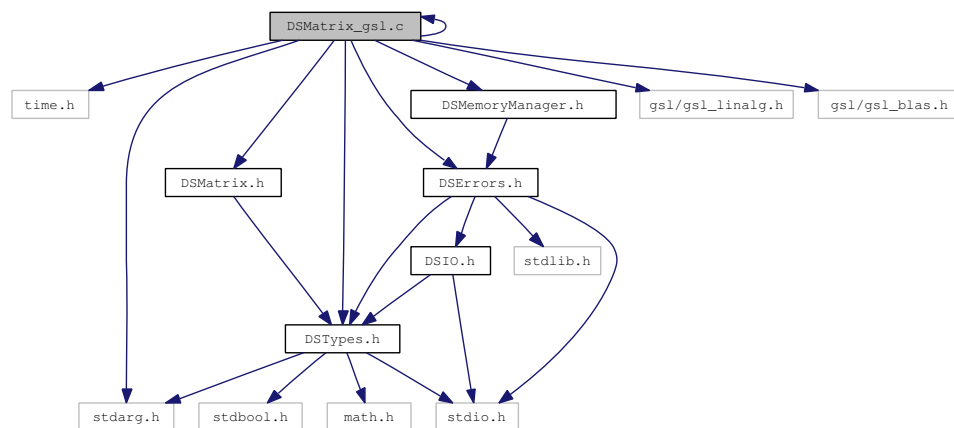 DSMatrix_gsl.c
time.h
DSMemoryManager.h
gsl/gsl_linalg.h
gsl/gsl_blas.h
DSMatrix.h
DSErrors.h
DSIO.h
stdlib.h
DSTypes.h
stdarg.h
stdbool.h
math.h
stdio.h